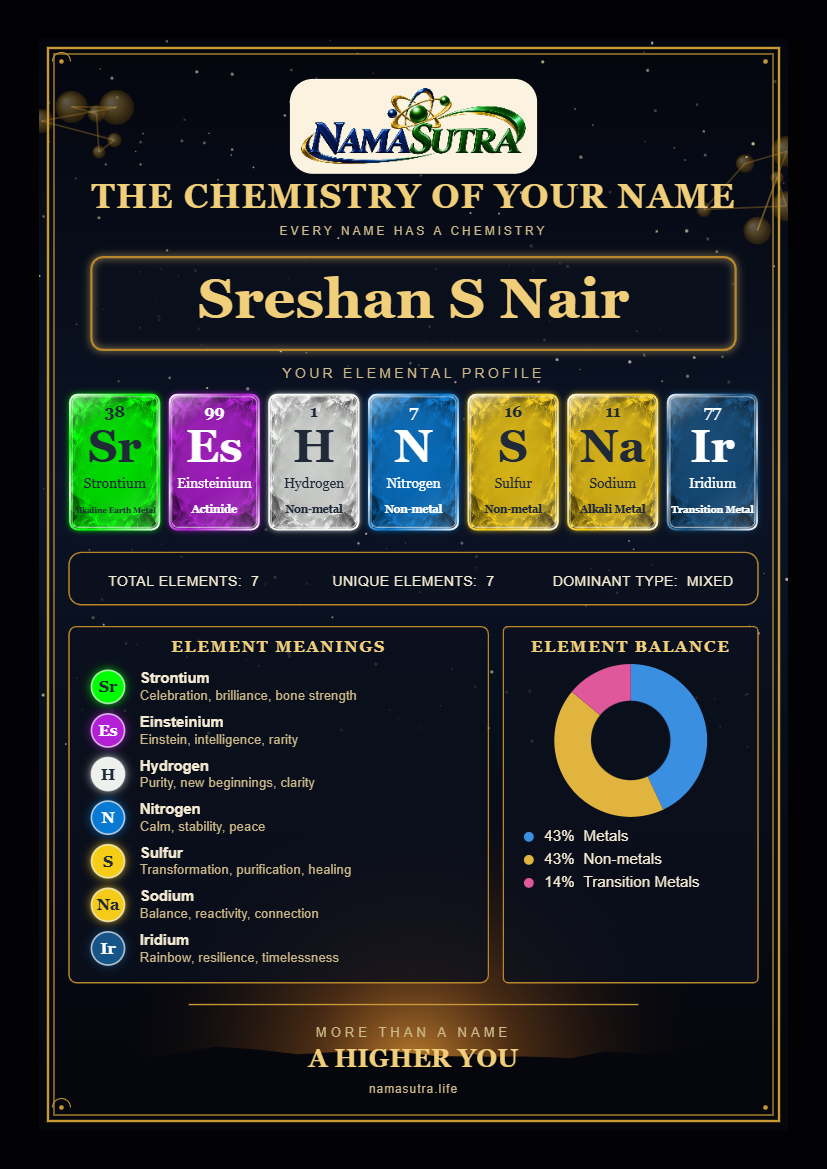 NAMASUTRA
THE CHEMISTRY OF YOUR NAME
EVERY NAME HAS A CHEMISTRY
Sreshan S Nair
YOUR ELEMENTAL PROFILE
38
Sr
Strontium
Alkaline Earth Metal
99
Es
Einsteinium
Actinide
1
H
Hydrogen
Non-metal
7
N
Nitrogen
Non-metal
16
S
Sulfur
Non-metal
11
Na
Sodium
Alkali Metal
77
Ir
Iridium
Transition Metal
TOTAL ELEMENTS: 7
UNIQUE ELEMENTS: 7
DOMINANT TYPE: MIXED
ELEMENT MEANINGS
Sr
Strontium
Celebration, brilliance, bone strength
Es
Einsteinium
Einstein, intelligence, rarity
H
Hydrogen
Purity, new beginnings, clarity
N
Nitrogen
Calm, stability, peace
S
Sulfur
Transformation, purification, healing
Na
Sodium
Balance, reactivity, connection
Ir
Iridium
Rainbow, resilience, timelessness
ELEMENT BALANCE
43% Metals
43% Non-metals
14% Transition Metals
MORE THAN A NAME
A HIGHER YOU
namasutra.life